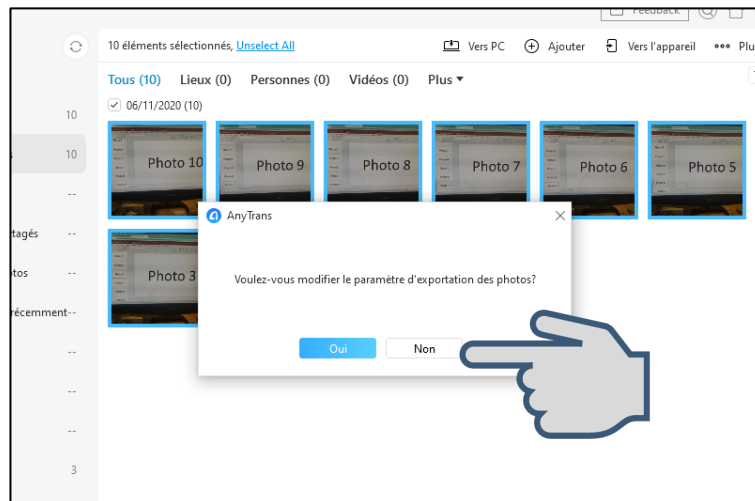 Feedback
10 éléments sélectionnés, Unselect All
Vers PC
Ajouter
Vers l'appareil
Plu
Tous (10)
Lieux (0)
Personnes (0)
Vidéos (0)
Plus
06/11/2020 (10)
10
10
--
tagés --
tos --
récemment--
--
--
--
3
Photo 10
Photo 9
Photo 8
Photo 7
Photo 6
Photo 5
Photo 3
AnyTrans
Voulez-vous modifier le paramètre d'exportation des photos?
Oui
Non